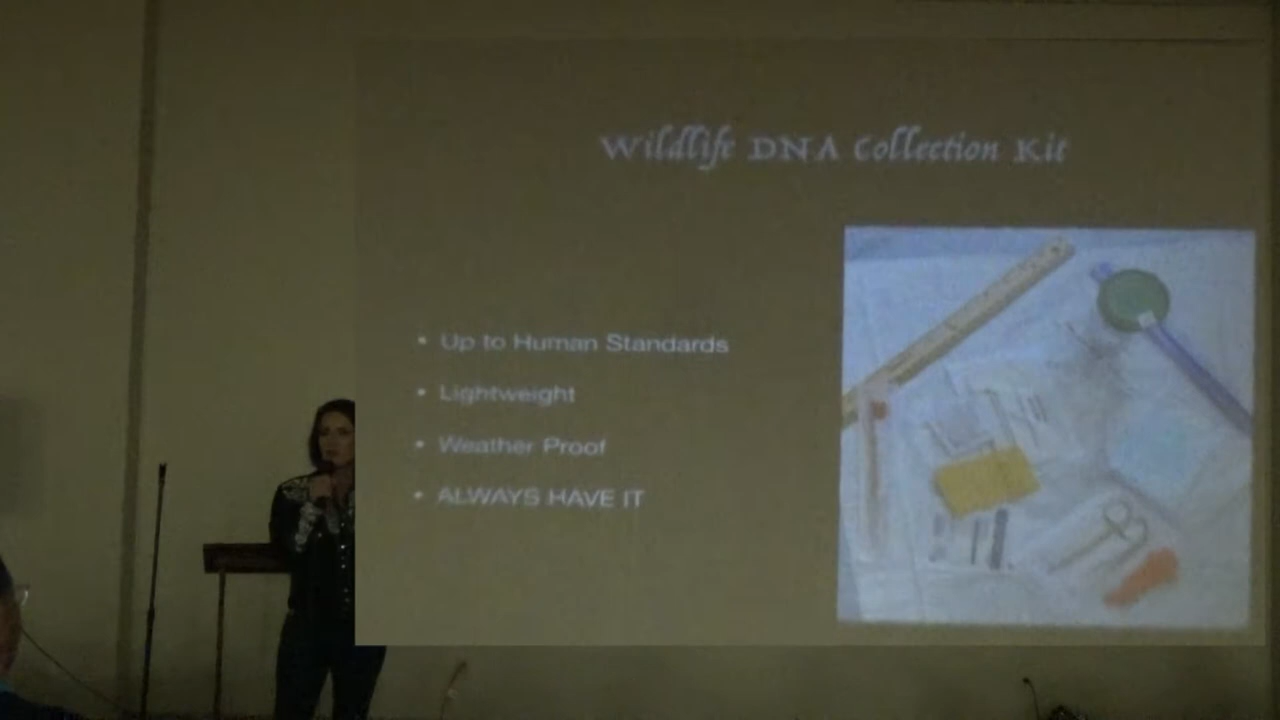 Wildlife DNA Collection Kit
• Up to Human Standards
• Lightweight
• Weather Proof
• ALWAYS HAVE IT